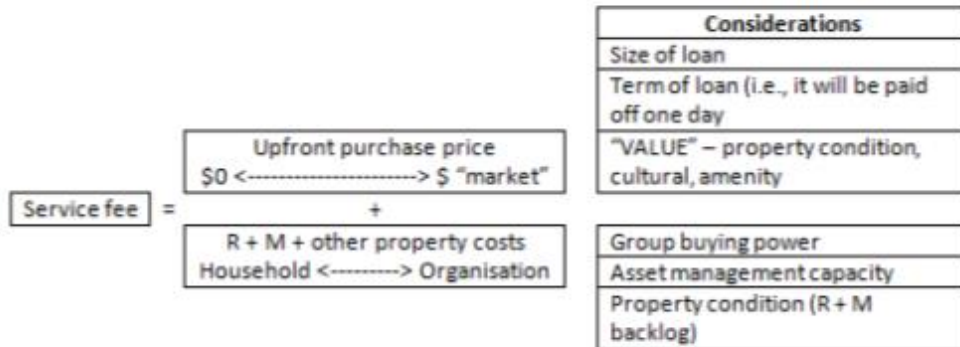 Considerations
Size of loan
Term of loan (i.e., it will be paid
off one day
Upfront purchase price
$0 <-----------------------> $ "market"
"VALUE" – property condition,
cultural, amenity
Service fee
=
+
R + M + other property costs
Household <---------> Organisation
Group buying power
Asset management capacity
Property condition (R + M
backlog)